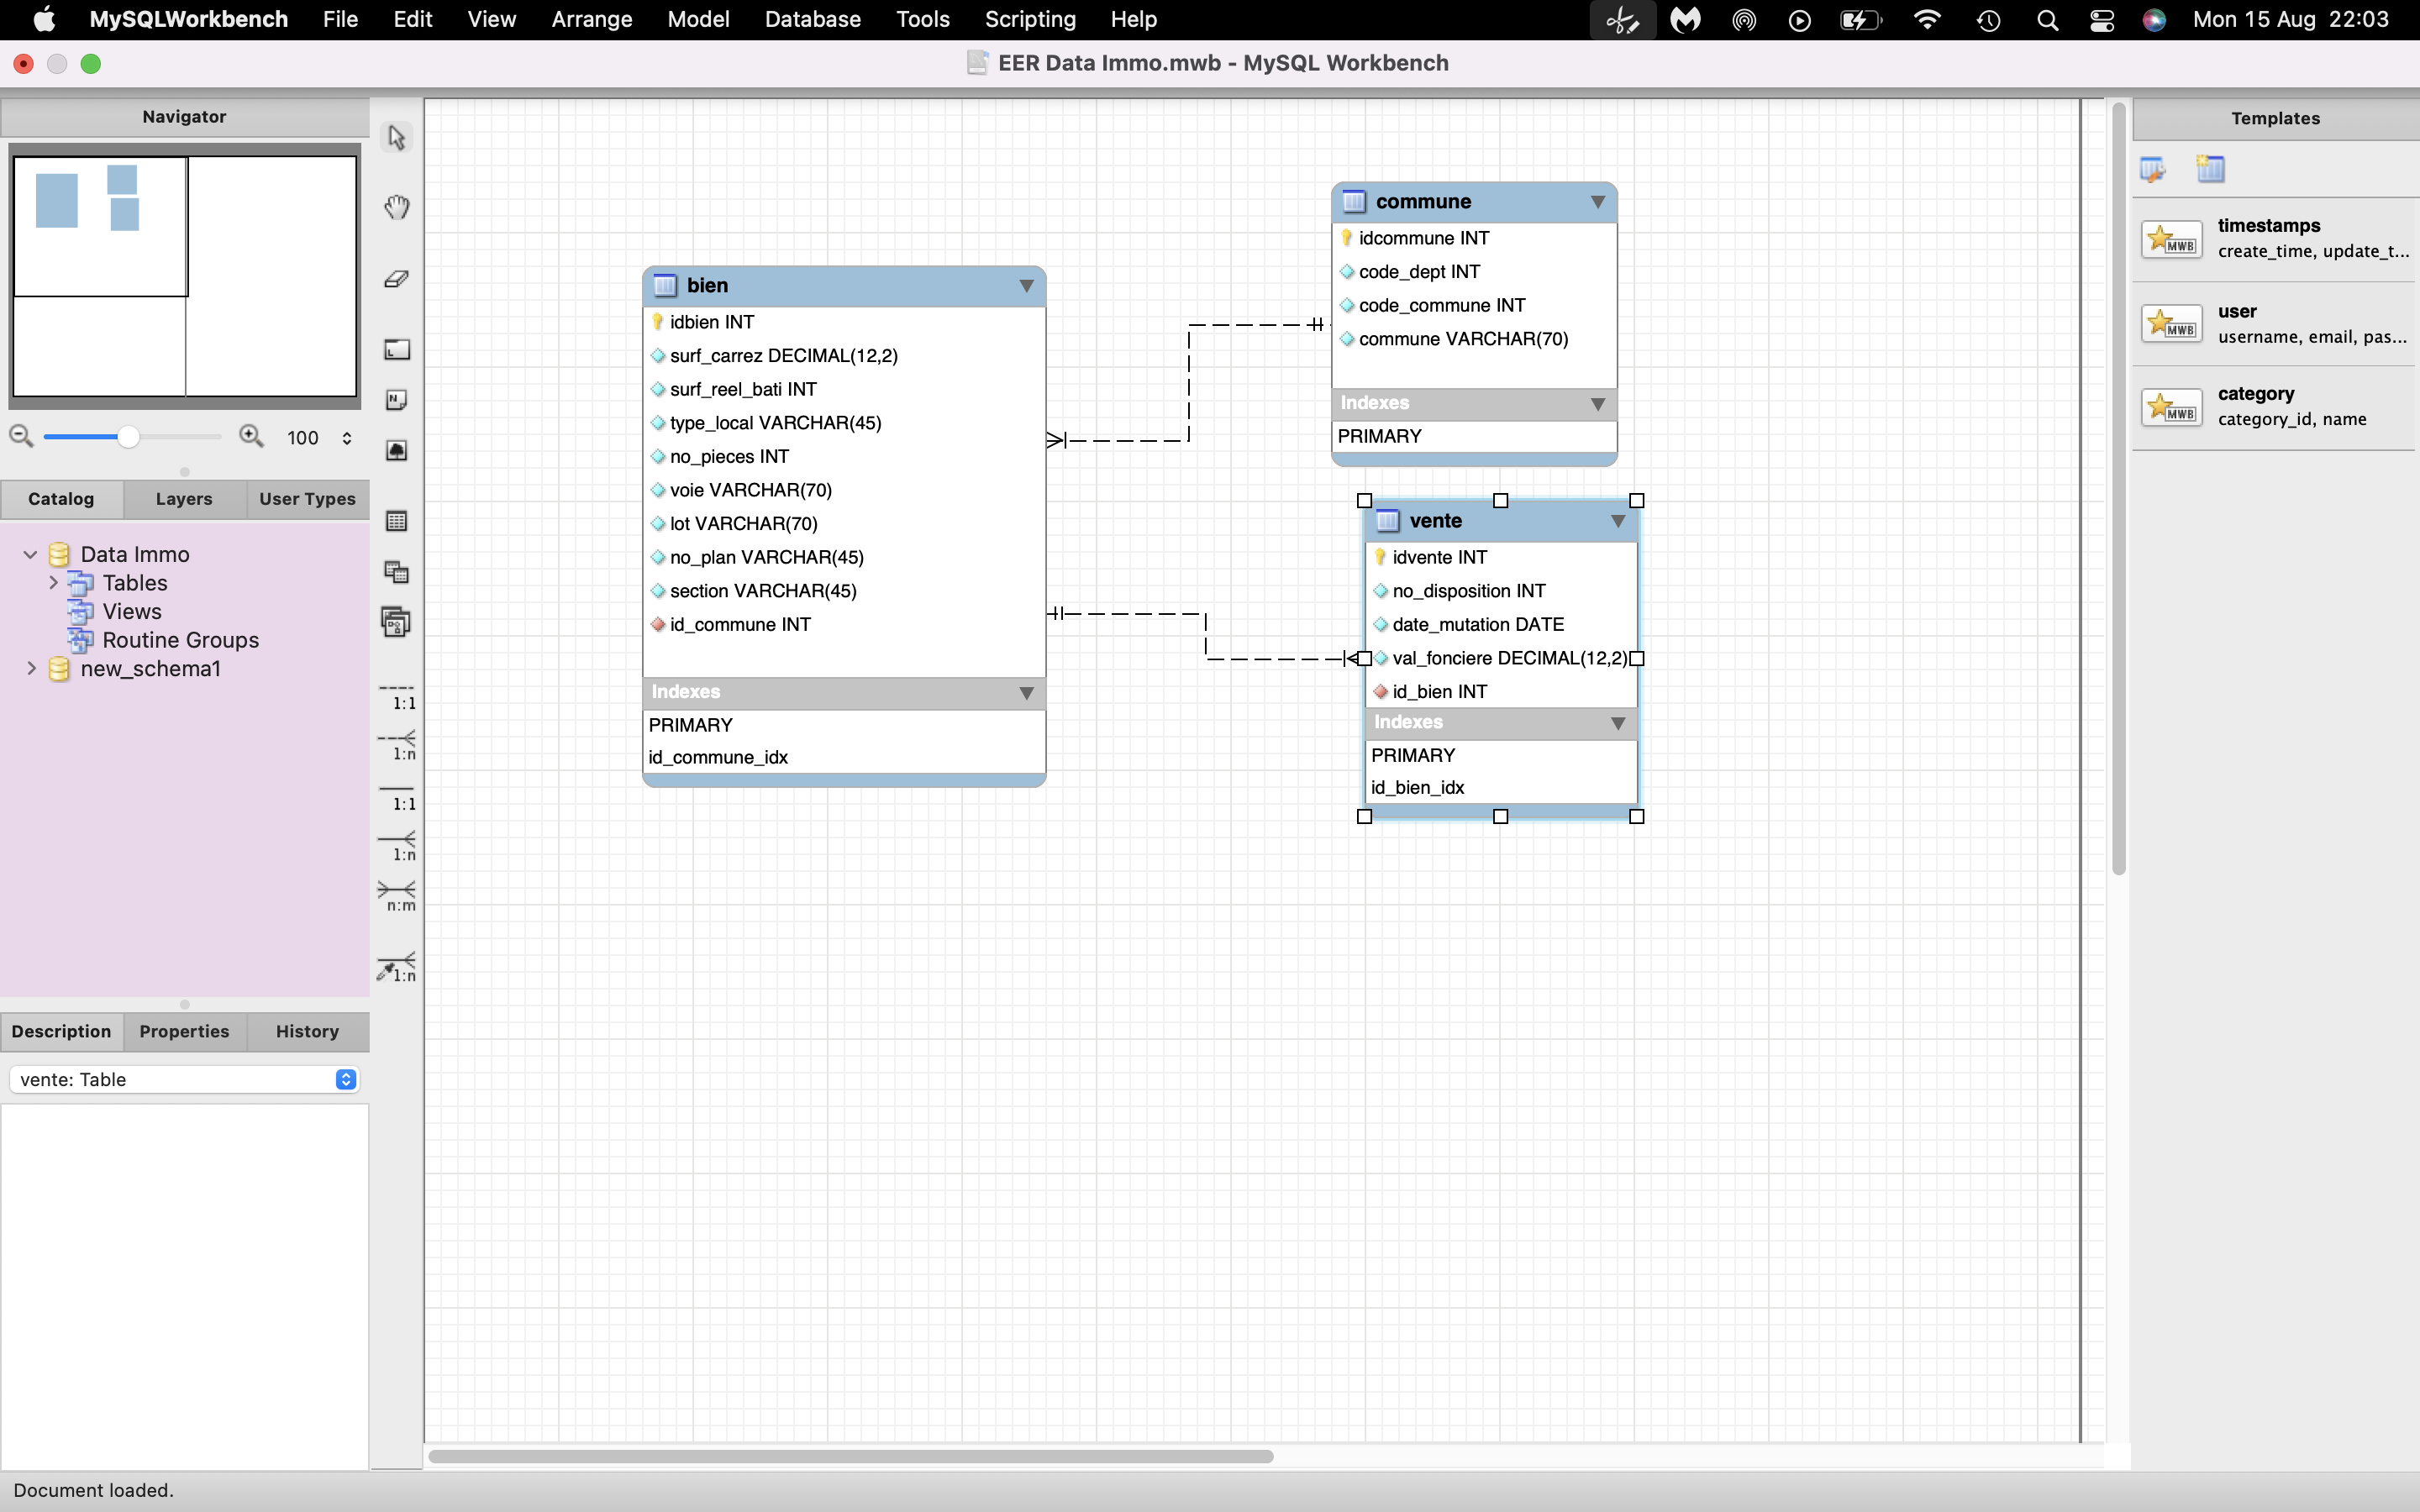 MySQLWorkbench File Edit View Arrange Model Database Tools Scripting Help Mon 15 Aug 22:03
EER Data Immo.mwb - MySQL Workbench
Navigator
100
Catalog Layers User Types
Data Immo
Tables
Views
Routine Groups
new_schema1
Description Properties History
vente: Table
1:1
1:n
1:1
1:n
n:m
1:n
bien
idbien INT
surf_carrez DECIMAL(12,2)
surf_reel_bati INT
type_local VARCHAR(45)
no_pieces INT
voie VARCHAR(70)
lot VARCHAR(70)
no_plan VARCHAR(45)
section VARCHAR(45)
id_commune INT
Indexes
PRIMARY
id_commune_idx
commune
idcommune INT
code_dept INT
code_commune INT
commune VARCHAR(70)
Indexes
PRIMARY
vente
idvente INT
no_disposition INT
date_mutation DATE
val_fonciere DECIMAL(12,2)
id_bien INT
Indexes
PRIMARY
id_bien_idx
Templates
MWB
timestamps
create_time, update_t...
MWB
user
username, email, pas...
MWB
category
category_id, name
Document loaded.